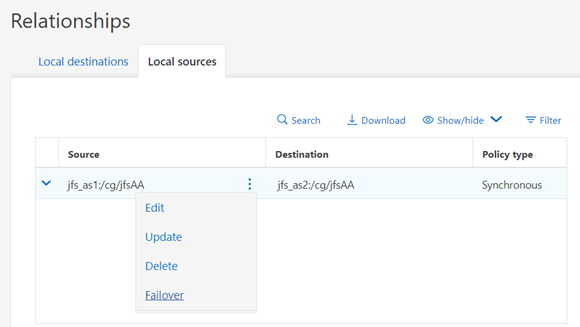 Relationships
Local destinations Local sources
Search Download Show/hide Filter
Source Destination Policy type
jfs_as1:/cg/jfsAA jfs_as2:/cg/jfsAA Synchronous
Edit
Update
Delete
Failover